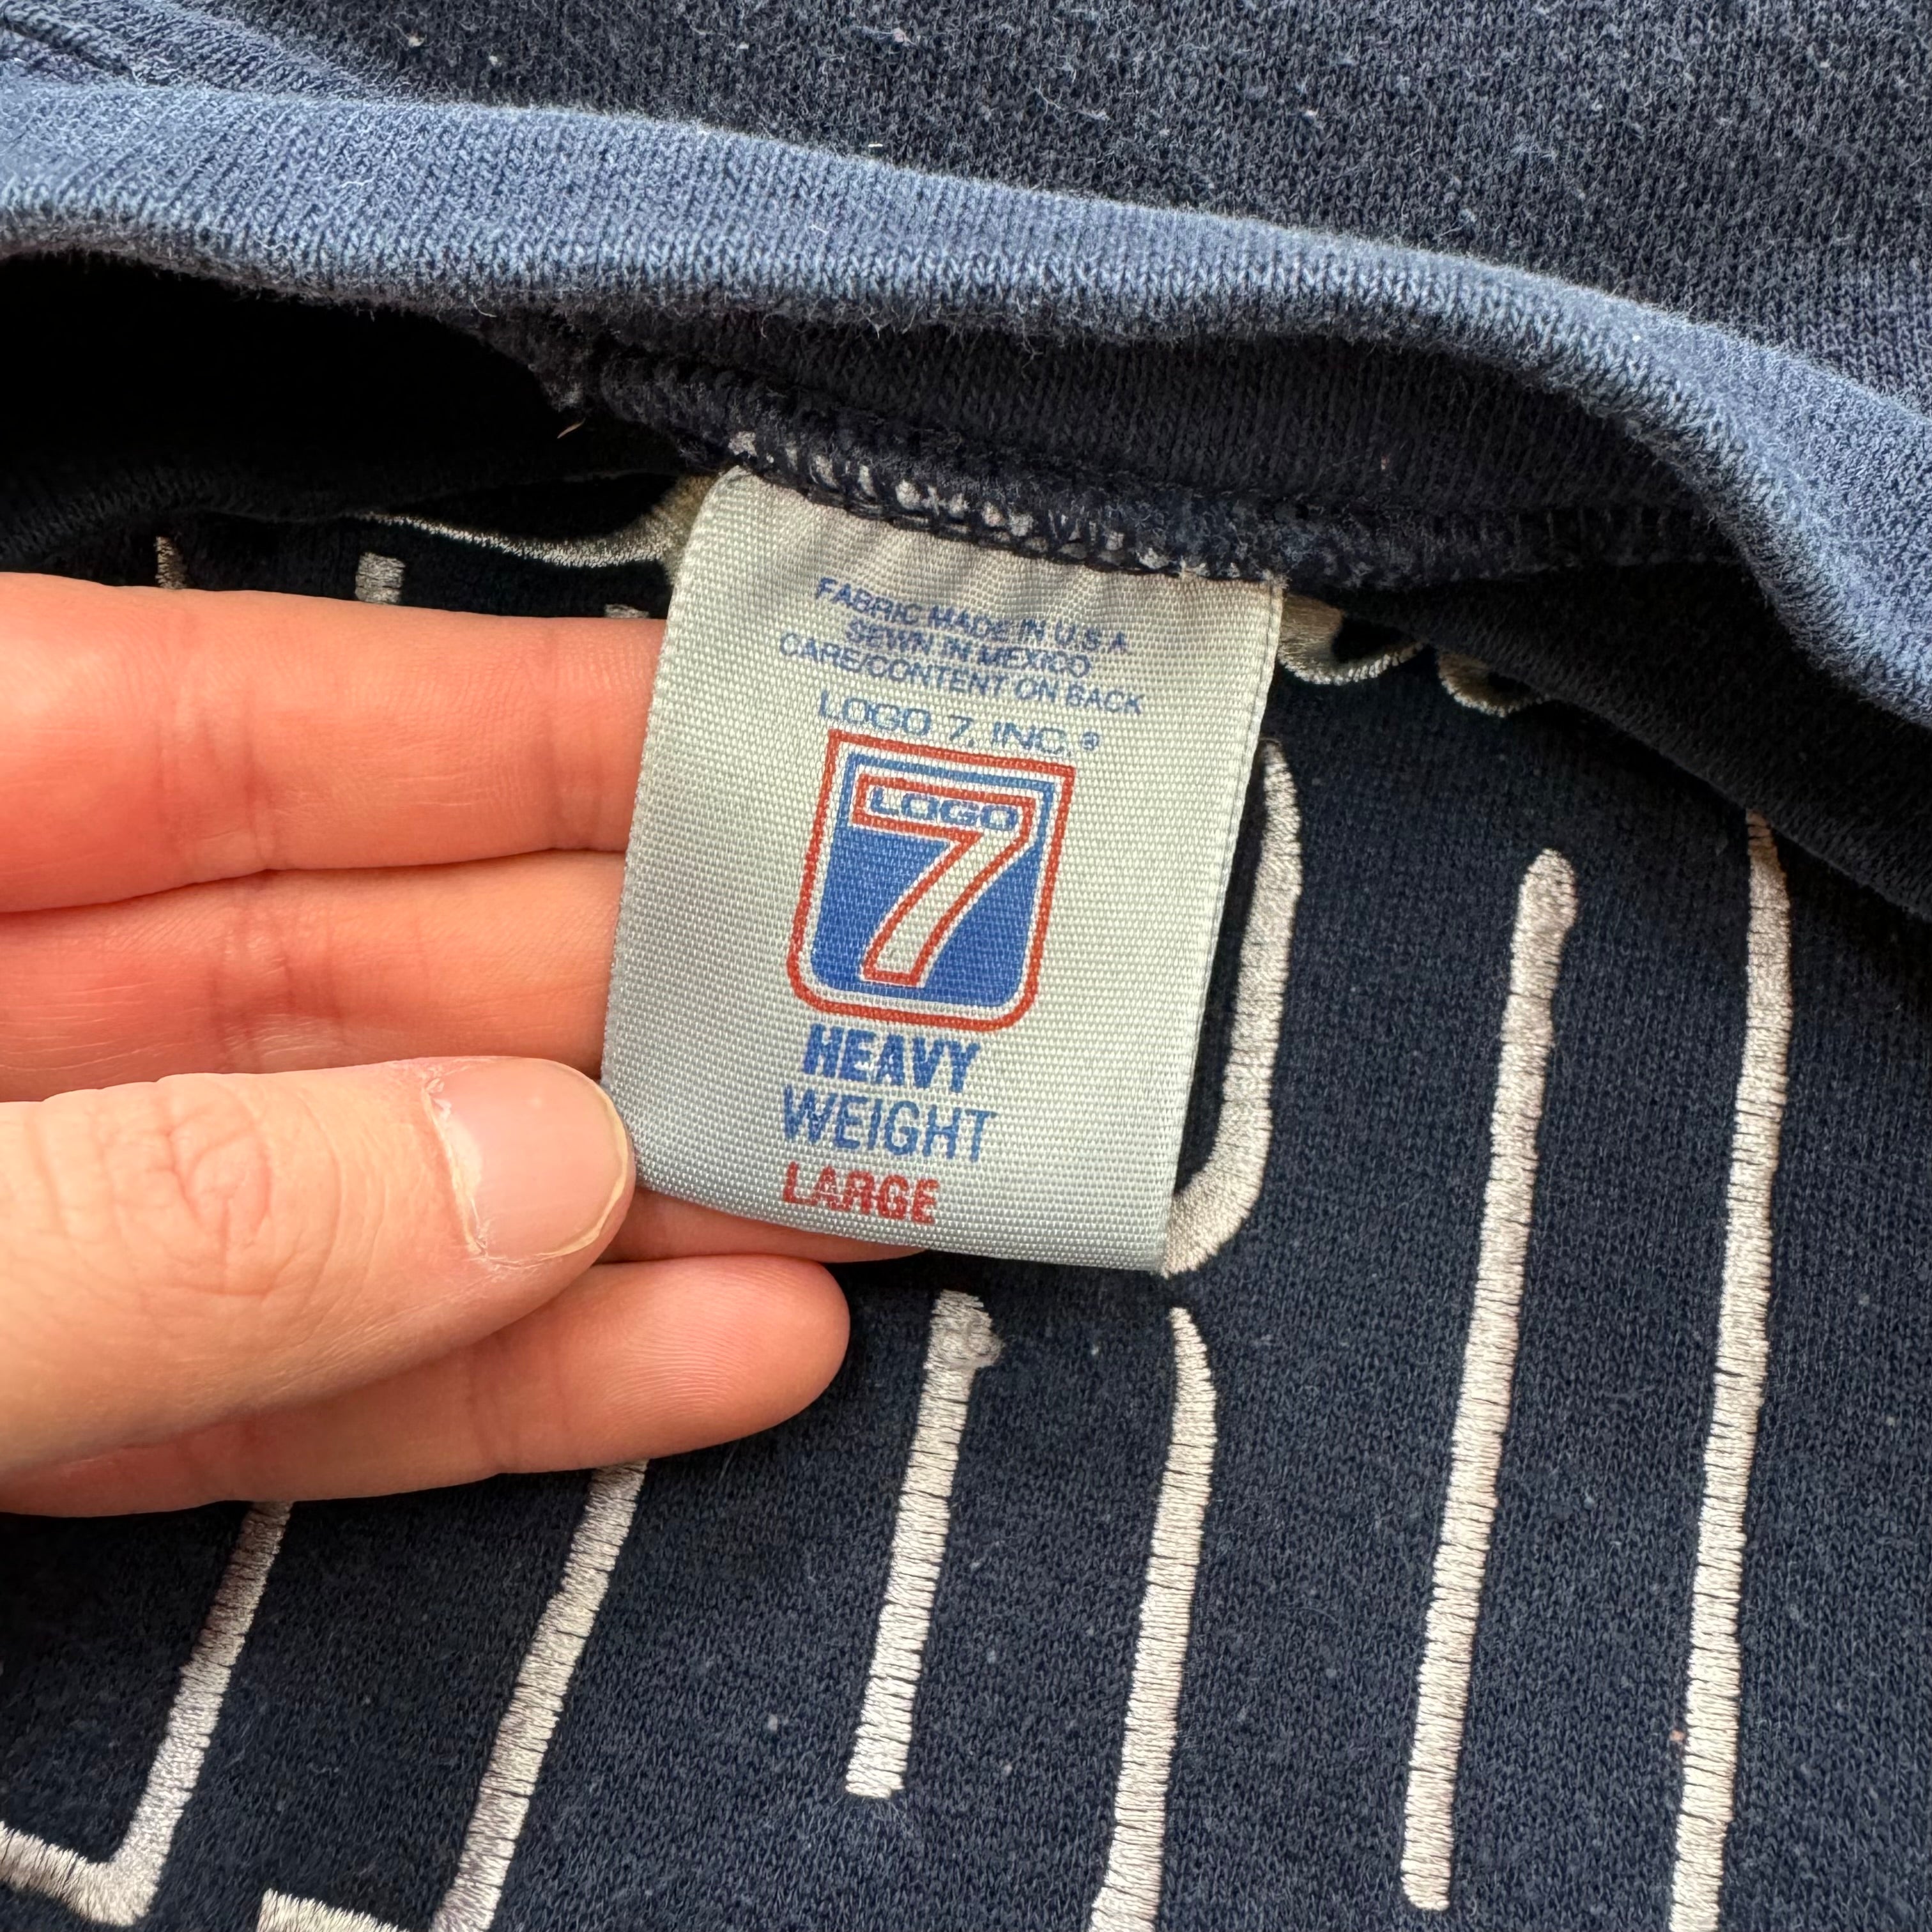 FABRIC MADE IN U.S.A
SEWN IN MEXICO
CARE/CONTENT ON BACK
LOGO 7, INC.®
LOGO
7
HEAVY
WEIGHT
LARGE